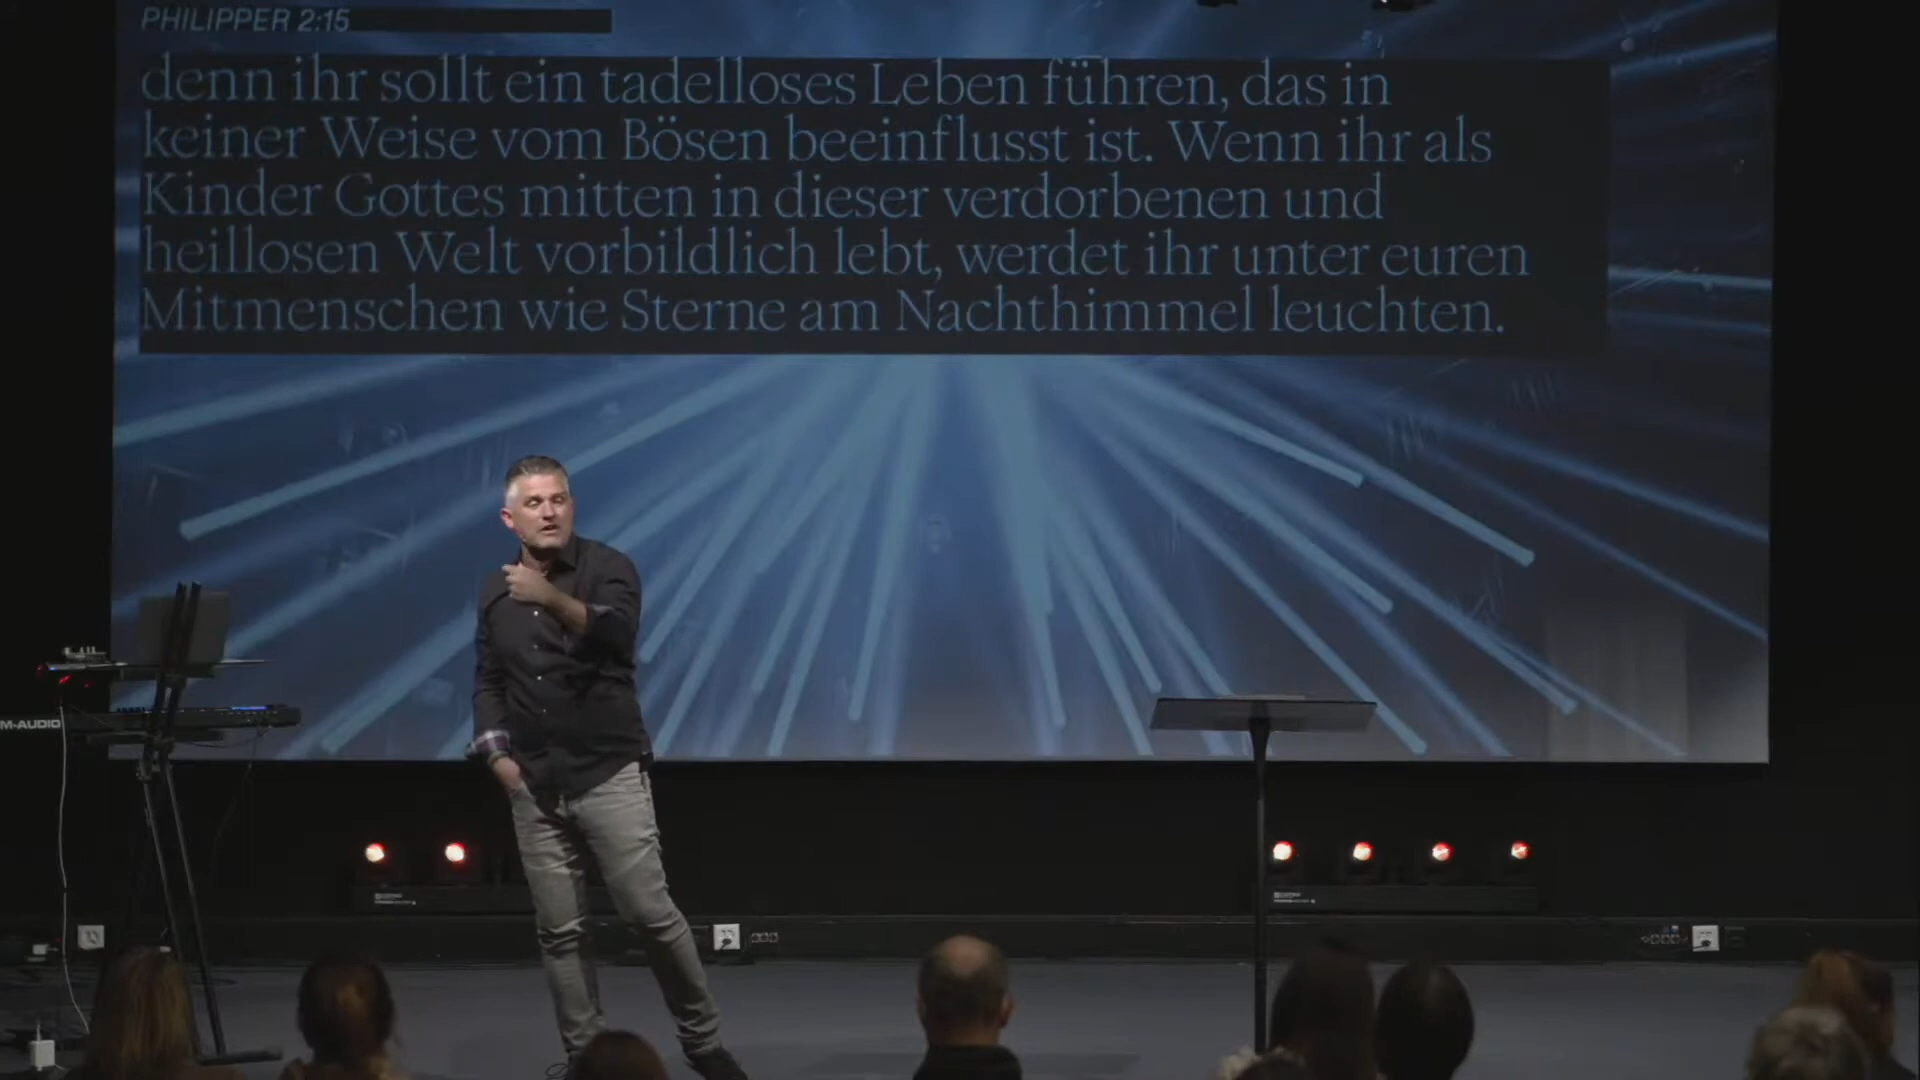 PHILIPPER 2:15
denn ihr sollt ein tadelloses Leben führen, das in
keiner Weise vom Bösen beeinflusst ist. Wenn ihr als
Kinder Gottes mitten in dieser verdorbenen und
heillosen Welt vorbildlich lebt, werdet ihr unter euren
Mitmenschen wie Sterne am Nachthimmel leuchten.
M-AUDIO